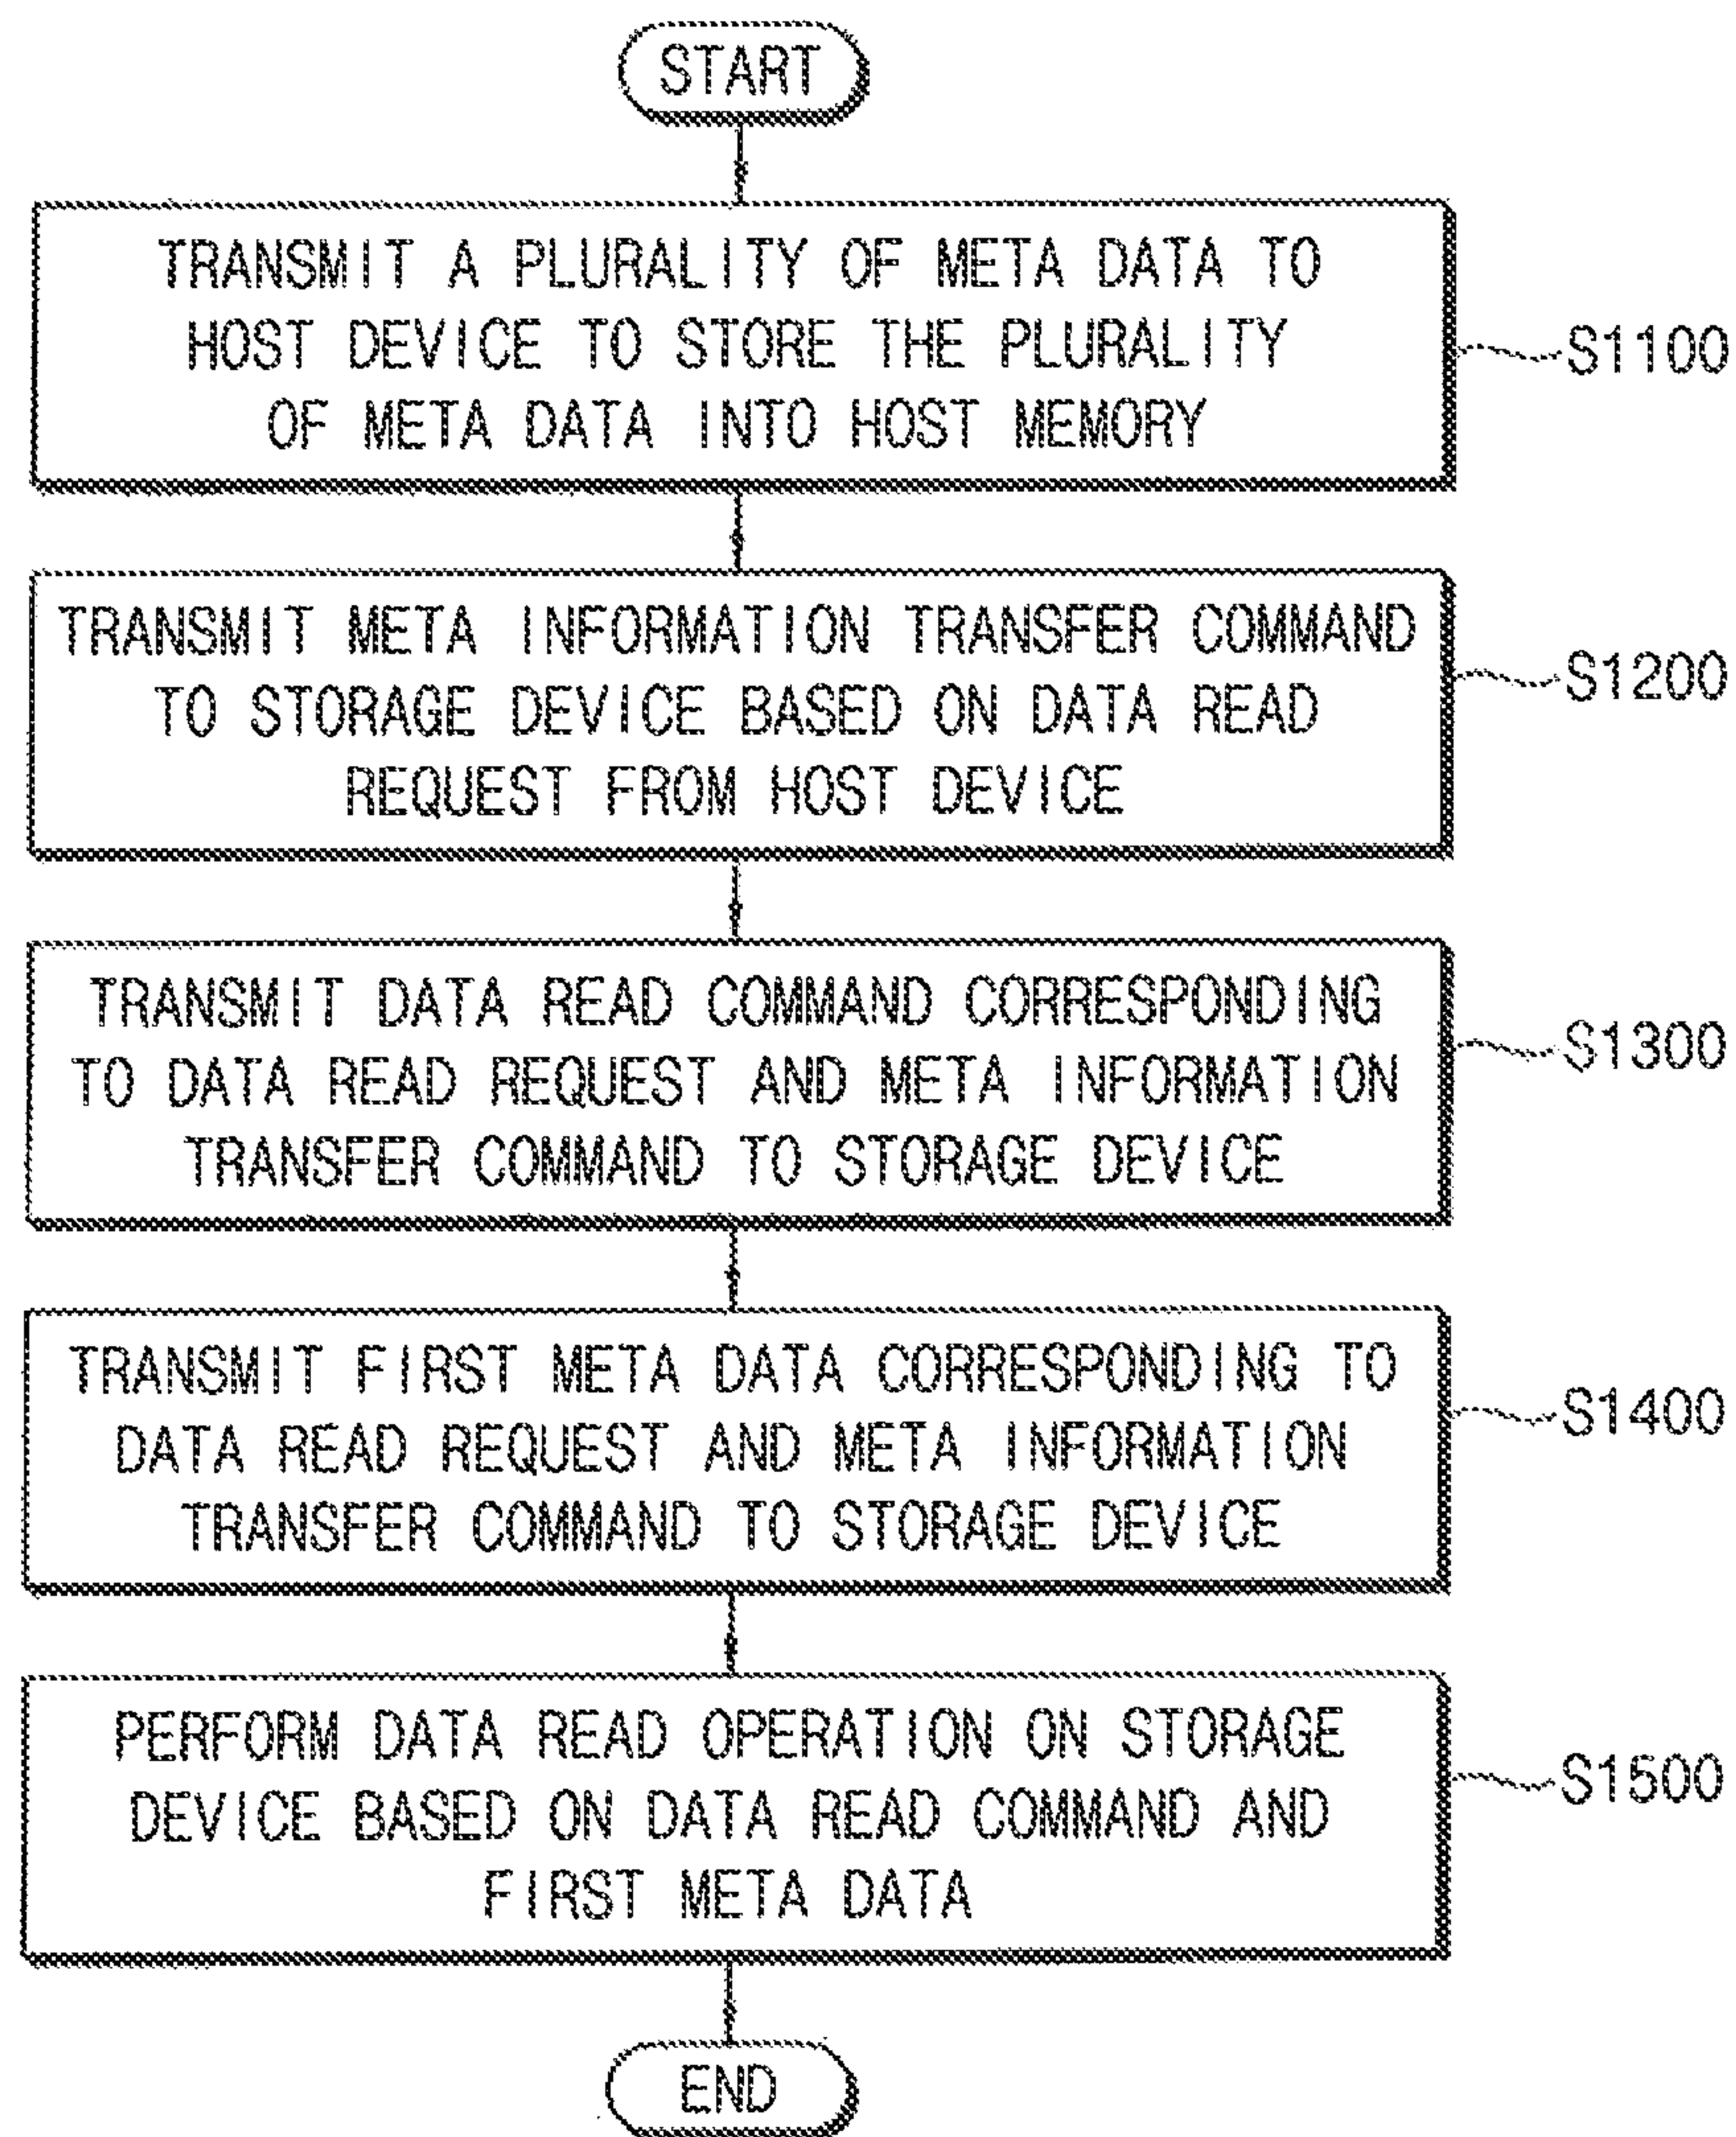 START
TRANSMIT A PLURALITY OF META DATA TO
HOST DEVICE TO STORE THE PLURALITY
OF META DATA INTO HOST MEMORY
S1100
TRANSMIT META INFORMATION TRANSFER COMMAND
TO STORAGE DEVICE BASED ON DATA READ
REQUEST FROM HOST DEVICE
S1200
TRANSMIT DATA READ COMMAND CORRESPONDING
TO DATA READ REQUEST AND META INFORMATION
TRANSFER COMMAND TO STORAGE DEVICE
S1300
TRANSMIT FIRST META DATA CORRESPONDING TO
DATA READ REQUEST AND META INFORMATION
TRANSFER COMMAND TO STORAGE DEVICE
S1400
PERFORM DATA READ OPERATION ON STORAGE
DEVICE BASED ON DATA READ COMMAND AND
FIRST META DATA
S1500
END